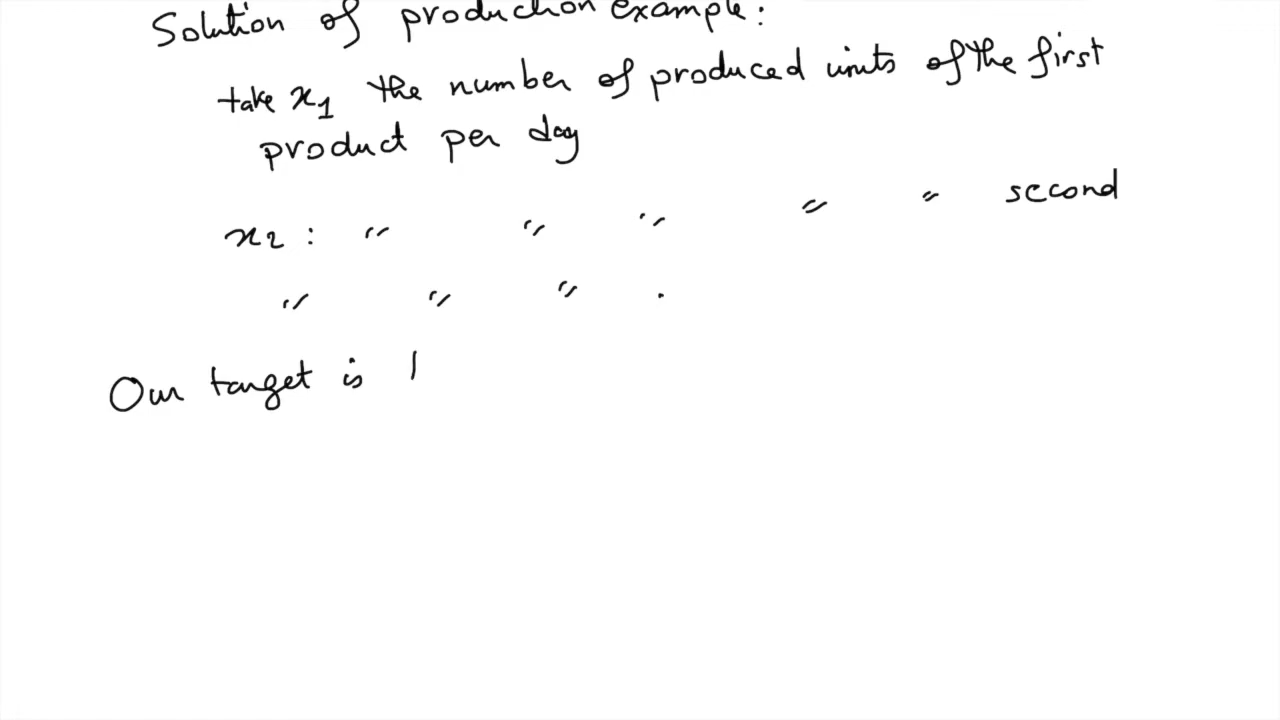 Solution of production example:
take x1 the number of produced units of the first
product per day
x2 : " " " " " second
" " " .
Our target is